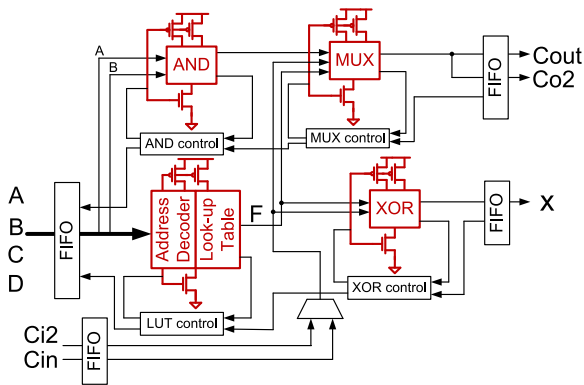 A
B
AND
AND control
MUX
MUX control
FIFO
Cout
Co2
A
B
C
D
FIFO
Address
Decoder
Look-up
Table
F
LUT control
XOR
XOR control
FIFO
X
Ci2
Cin
FIFO